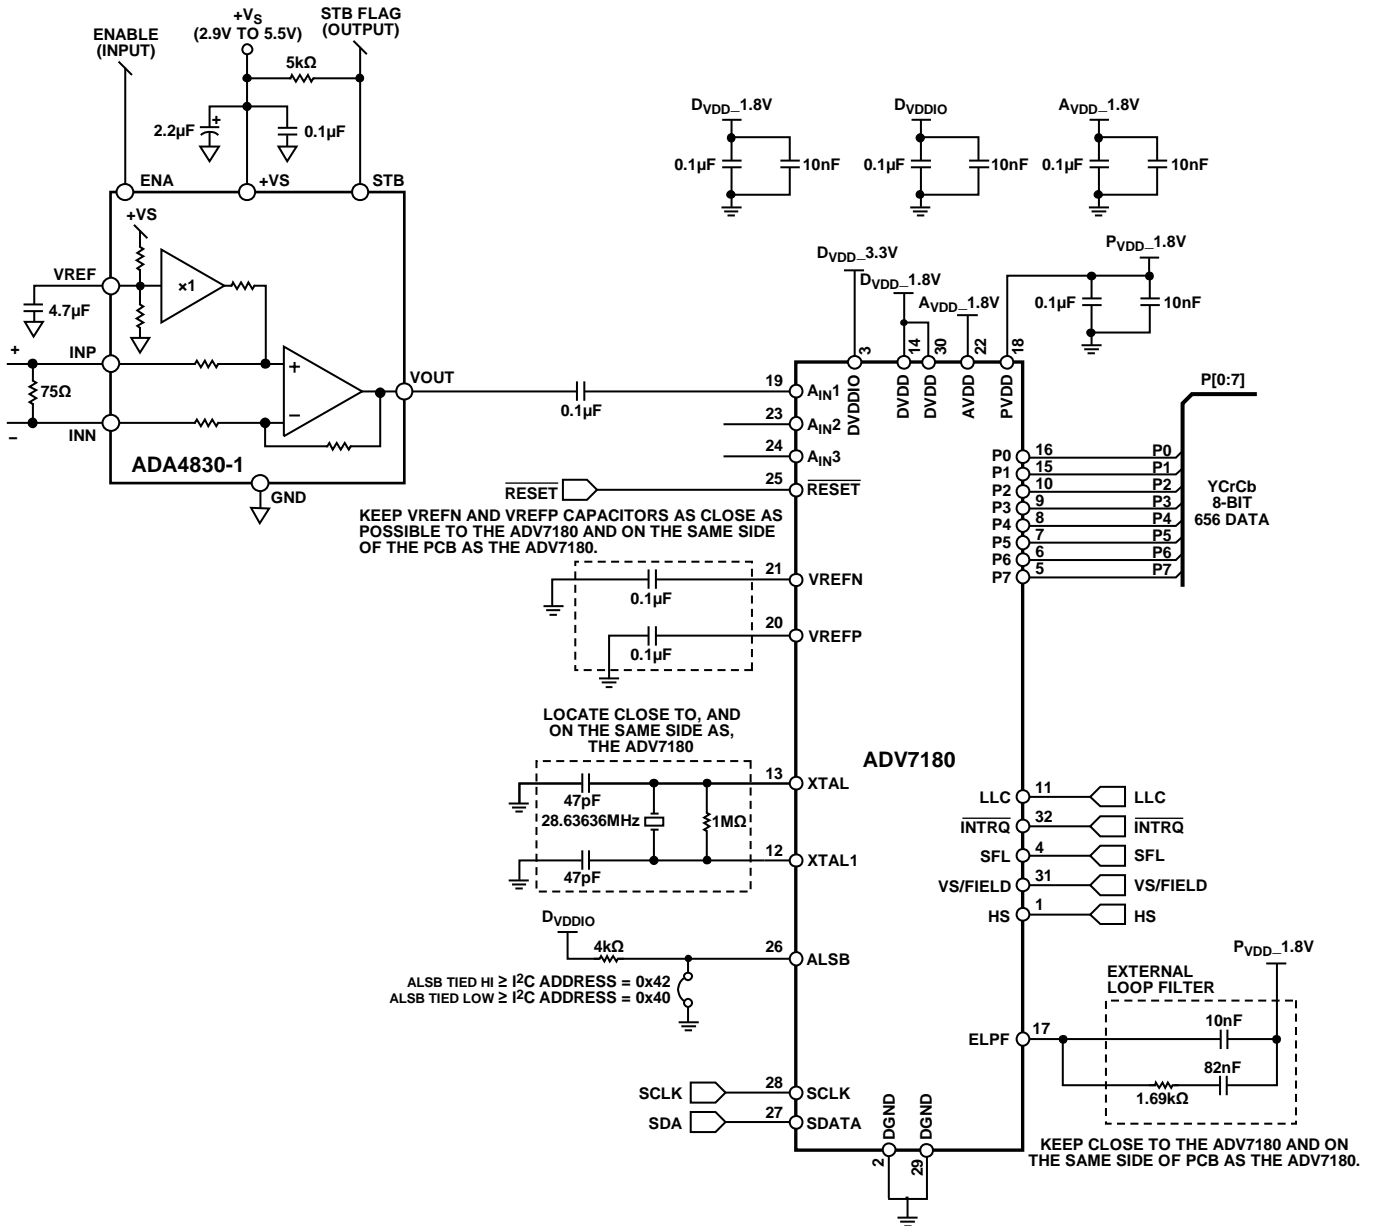 ENABLE
(INPUT)
+VS
(2.9V TO 5.5V)
STB FLAG
(OUTPUT)
5kΩ
2.2µF
+
0.1µF
ENA
+VS
STB
+VS
VREF
×1
4.7µF
+
INP
75Ω
INN
–
+
–
VOUT
ADA4830-1
GND
0.1µF
DVDD_1.8V
0.1µF
10nF
DVDDIO
0.1µF
10nF
AVDD_1.8V
0.1µF
10nF
PVDD_1.8V
0.1µF
10nF
DVDD_3.3V
DVDD_1.8V
AVDD_1.8V
3
14
30
22
18
DVDDIO
DVDD
DVDD
AVDD
PVDD
19
AIN1
23
AIN2
24
AIN3
RESET
25
RESET
KEEP VREFN AND VREFP CAPACITORS AS CLOSE AS
POSSIBLE TO THE ADV7180 AND ON THE SAME SIDE
OF THE PCB AS THE ADV7180.
0.1µF
21
VREFN
0.1µF
20
VREFP
LOCATE CLOSE TO, AND
ON THE SAME SIDE AS,
THE ADV7180
47pF
13
XTAL
28.63636MHz
1MΩ
47pF
12
XTAL1
DVDDIO
4kΩ
26
ALSB
ALSB TIED HI ≥ I2C ADDRESS = 0x42
ALSB TIED LOW ≥ I2C ADDRESS = 0x40
SCLK
28
SCLK
SDA
27
SDATA
ADV7180
P[0:7]
P0
16
P0
P1
15
P1
P2
10
P2
P3
9
P3
P4
8
P4
P5
7
P5
P6
6
P6
P7
5
P7
YCrCb
8-BIT
656 DATA
LLC
11
LLC
INTRQ
32
INTRQ
SFL
4
SFL
VS/FIELD
31
VS/FIELD
HS
1
HS
PVDD_1.8V
EXTERNAL
LOOP FILTER
ELPF
17
10nF
82nF
1.69kΩ
KEEP CLOSE TO THE ADV7180 AND ON
THE SAME SIDE OF PCB AS THE ADV7180.
DGND
DGND
2
29